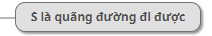 S là quãng đường đi được